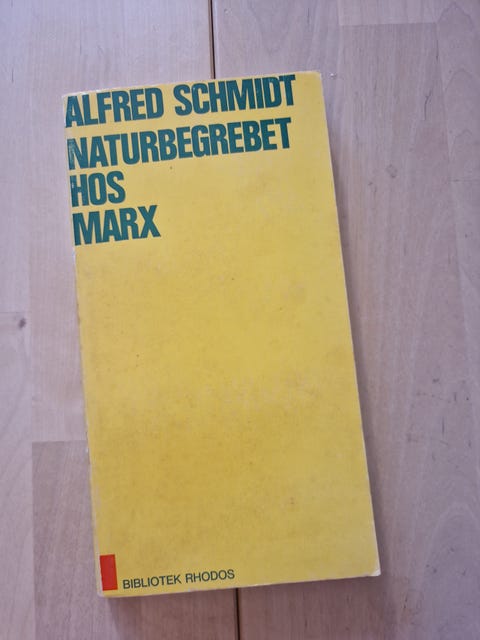 ALFRED SCHMIDT
NATURBEGREBET
HOS
MARX
BIBLIOTEK RHODOS